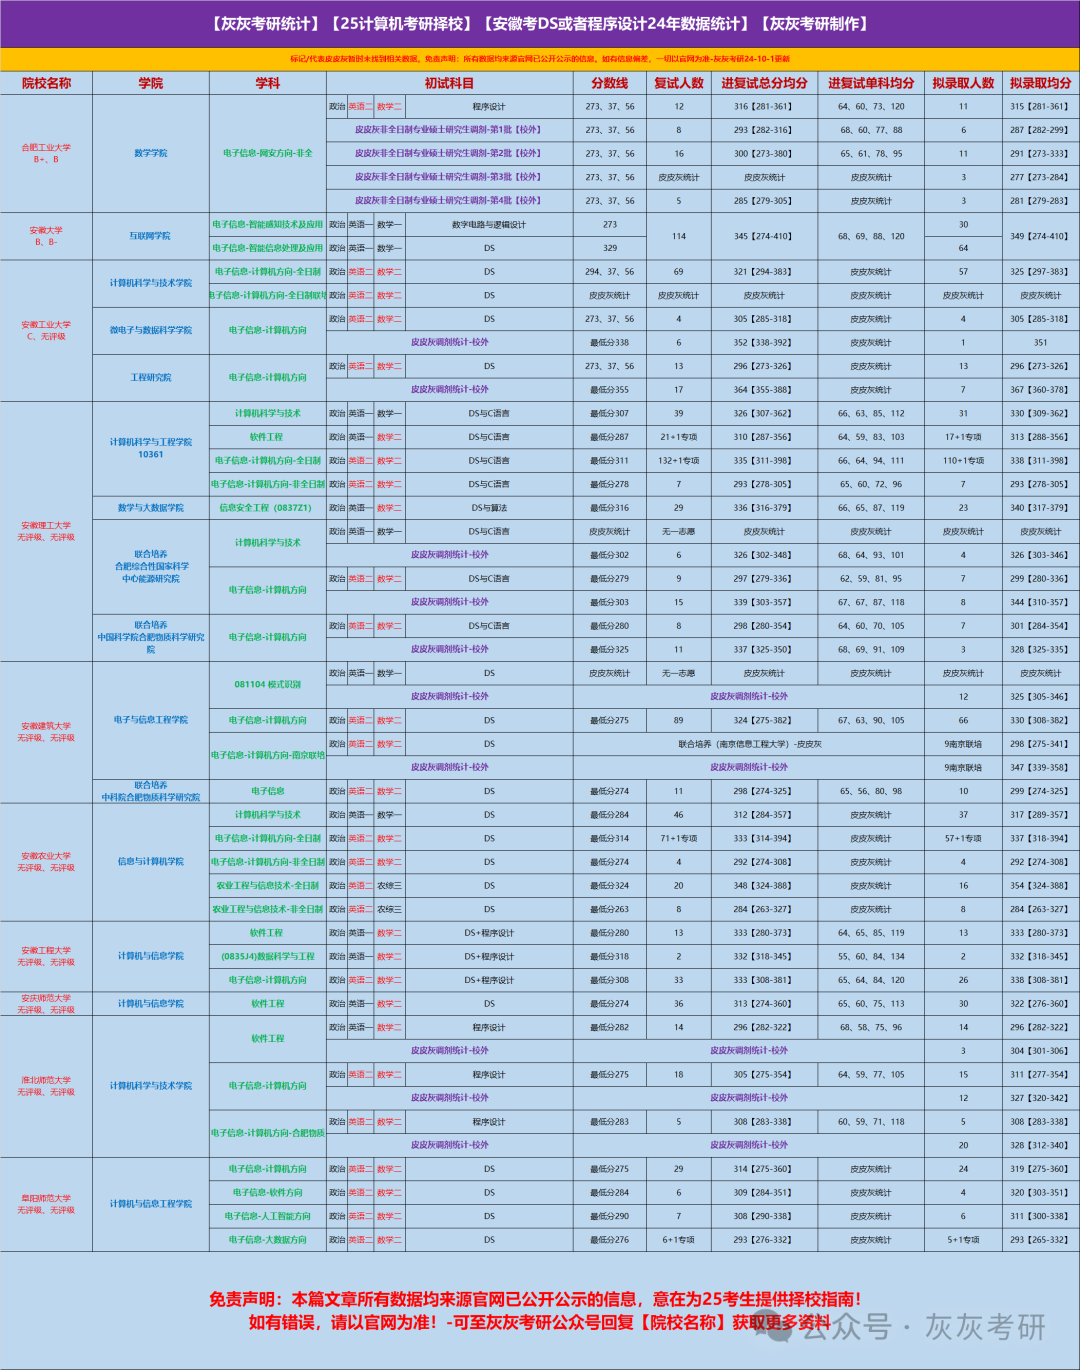 【灰灰考研统计】【25计算机考研择校】【安徽考DS或者程序设计24年数据统计】【灰灰考研制作】
标记/代表皮皮灰暂时未找到相关数据，免责声明：所有数据均来源官网已公开公示的信息，如有信息偏差，一切以官网为准-灰灰考研24-10-1更新
院校名称 学院 学科 初试科目 分数线 复试人数 进复试总分均分 进复试单科均分 拟录取人数 拟录取均分
合肥工业大学
B+、B
数学学院
电子信息-网安方向-非全
政治 英语二 数学二 程序设计 273、37、56 12 316【281-361】 64、60、73、120 11 315【281-361】
皮皮灰非全日制专业硕士研究生调剂-第1批【校外】 273、37、56 8 293【282-316】 68、60、77、88 6 287【282-299】
皮皮灰非全日制专业硕士研究生调剂-第2批【校外】 273、37、56 16 300【273-380】 65、61、78、95 11 291【273-333】
皮皮灰非全日制专业硕士研究生调剂-第3批【校外】 273、37、56 皮皮灰统计 皮皮灰统计 皮皮灰统计 3 277【273-284】
皮皮灰非全日制专业硕士研究生调剂-第4批【校外】 273、37、56 5 285【279-305】 皮皮灰统计 3 281【279-283】
安徽大学
B、B-
互联网学院
电子信息-智能感知技术及应用 政治 英语一 数学一 数字电路与逻辑设计 273 114 345【274-410】 68、69、88、120 30 349【274-410】
电子信息-智能信息处理及应用 政治 英语一 数学一 DS 329 64
安徽工业大学
C、无评级
计算机科学与技术学院
电子信息-计算机方向-全日制 政治 英语二 数学二 DS 294、37、56 69 321【294-383】 皮皮灰统计 57 325【297-383】
电子信息-计算机方向-全日制联培 政治 英语二 数学二 DS 皮皮灰统计 皮皮灰统计 皮皮灰统计 皮皮灰统计 皮皮灰统计 皮皮灰统计
微电子与数据科学学院
电子信息-计算机方向
政治 英语二 数学二 DS 273、37、56 4 305【285-318】 皮皮灰统计 4 305【285-318】
皮皮灰调剂统计-校外 最低分338 6 352【338-392】 皮皮灰统计 1 351
工程研究院
电子信息-计算机方向
政治 英语二 数学二 DS 273、37、56 13 296【273-326】 皮皮灰统计 13 296【273-326】
皮皮灰调剂统计-校外 最低分355 17 364【355-388】 皮皮灰统计 7 367【360-378】
安徽理工大学
无评级、无评级
计算机科学与工程学院
10361
计算机科学与技术 政治 英语一 数学一 DS与C语言 最低分307 39 326【307-362】 66、63、85、112 31 330【309-362】
软件工程 政治 英语一 数学二 DS与C语言 最低分287 21+1专项 310【287-356】 64、59、83、103 17+1专项 313【288-356】
电子信息-计算机方向-全日制 政治 英语二 数学二 DS与C语言 最低分311 132+1专项 335【311-398】 66、64、94、111 110+1专项 338【311-398】
电子信息-计算机方向-非全日制 政治 英语二 数学二 DS与C语言 最低分278 7 293【278-305】 65、60、72、96 7 293【278-305】
数学与大数据学院 信息安全工程（0837Z1） 政治 英语一 数学二 DS与算法 最低分316 29 336【316-379】 66、65、87、119 23 340【317-379】
联合培养
合肥综合性国家科学
中心能源研究院
计算机科学与技术
政治 英语一 数学一 DS与C语言 皮皮灰统计 无一志愿 皮皮灰统计 皮皮灰统计 皮皮灰统计 皮皮灰统计
皮皮灰调剂统计-校外 最低分302 6 326【302-348】 68、64、93、101 4 326【303-346】
电子信息-计算机方向
政治 英语二 数学二 DS与C语言 最低分279 9 297【279-336】 62、59、81、95 7 299【280-336】
皮皮灰调剂统计-校外 最低分303 15 339【303-357】 67、67、87、118 8 344【310-357】
联合培养
中国科学院合肥物质科学研究
院
电子信息-计算机方向
政治 英语二 数学二 DS与C语言 最低分280 8 298【280-354】 64、60、70、105 7 301【284-354】
皮皮灰调剂统计-校外 最低分325 11 337【325-350】 68、69、91、109 3 328【325-335】
安徽建筑大学
无评级、无评级
电子与信息工程学院
081104 模式识别
政治 英语一 数学一 DS 皮皮灰统计 无一志愿 皮皮灰统计 皮皮灰统计 皮皮灰统计 皮皮灰统计
皮皮灰调剂统计-校外 皮皮灰调剂统计-校外 12 325【305-346】
电子信息-计算机方向 政治 英语二 数学二 DS 最低分275 89 324【275-382】 67、63、90、105 66 330【308-382】
电子信息-计算机方向-南京联培
政治 英语二 数学二 DS 联合培养（南京信息工程大学）-皮皮灰 9南京联培 298【275-341】
皮皮灰调剂统计-校外 皮皮灰调剂统计-校外 9南京联培 347【339-358】
联合培养
中科院合肥物质科学研究院
电子信息 政治 英语二 数学二 DS 最低分274 11 298【274-325】 65、56、80、98 10 299【274-325】
安徽农业大学
无评级、无评级
信息与计算机学院
计算机科学与技术 政治 英语一 数学一 DS 最低分284 46 312【284-357】 皮皮灰统计 37 317【289-357】
电子信息-计算机方向-全日制 政治 英语二 数学二 DS 最低分314 71+1专项 333【314-394】 皮皮灰统计 57+1专项 337【318-394】
电子信息-计算机方向-非全日制 政治 英语二 数学二 DS 最低分274 4 292【274-308】 皮皮灰统计 4 292【274-308】
农业工程与信息技术-全日制 政治 英语二 农综三 DS 最低分324 20 348【324-388】 皮皮灰统计 16 354【324-388】
农业工程与信息技术-非全日制 政治 英语二 农综三 DS 最低分263 8 284【263-327】 皮皮灰统计 8 284【263-327】
安徽工程大学
无评级、无评级
计算机与信息学院
软件工程 政治 英语一 数学二 DS+程序设计 最低分280 13 333【280-373】 64、65、85、119 13 333【280-373】
(0835J4)数据科学与工程 政治 英语一 数学二 DS+程序设计 最低分318 2 332【318-345】 55、60、84、134 2 332【318-345】
电子信息-计算机方向 政治 英语二 数学二 DS+程序设计 最低分308 33 333【308-381】 65、64、84、120 26 338【308-381】
安庆师范大学
无评级、无评级
计算机与信息学院 软件工程 政治 英语一 数学二 DS 最低分274 36 313【274-360】 65、60、75、113 30 322【276-360】
淮北师范大学
无评级、无评级
计算机科学与技术学院
软件工程
政治 英语一 数学二 程序设计 最低分282 14 296【282-322】 68、58、75、96 14 296【282-322】
皮皮灰调剂统计-校外 皮皮灰调剂统计-校外 3 304【301-306】
电子信息-计算机方向
政治 英语二 数学二 程序设计 最低分275 18 305【275-354】 64、59、77、105 15 311【277-354】
皮皮灰调剂统计-校外 皮皮灰调剂统计-校外 12 327【320-342】
电子信息-计算机方向-合肥物质
政治 英语二 数学二 程序设计 最低分283 5 308【283-338】 60、59、71、118 5 308【283-338】
皮皮灰调剂统计-校外 皮皮灰调剂统计-校外 20 328【312-340】
阜阳师范大学
无评级、无评级
计算机与信息工程学院
电子信息-计算机方向 政治 英语二 数学二 DS 最低分275 29 314【275-360】 皮皮灰统计 24 319【275-360】
电子信息-软件方向 政治 英语二 数学二 DS 最低分284 6 309【284-351】 皮皮灰统计 4 320【303-351】
电子信息-人工智能方向 政治 英语二 数学二 DS 最低分290 7 308【290-338】 皮皮灰统计 6 311【300-338】
电子信息-大数据方向 政治 英语二 数学二 DS 最低分276 6+1专项 293【276-332】 皮皮灰统计 5+1专项 293【265-332】
免责声明：本篇文章所有数据均来源官网已公开公示的信息，意在为25考生提供择校指南！
如有错误，请以官网为准！-可至灰灰考研公众号回复【院校名称】获取更多资料
公众号 · 灰灰考研